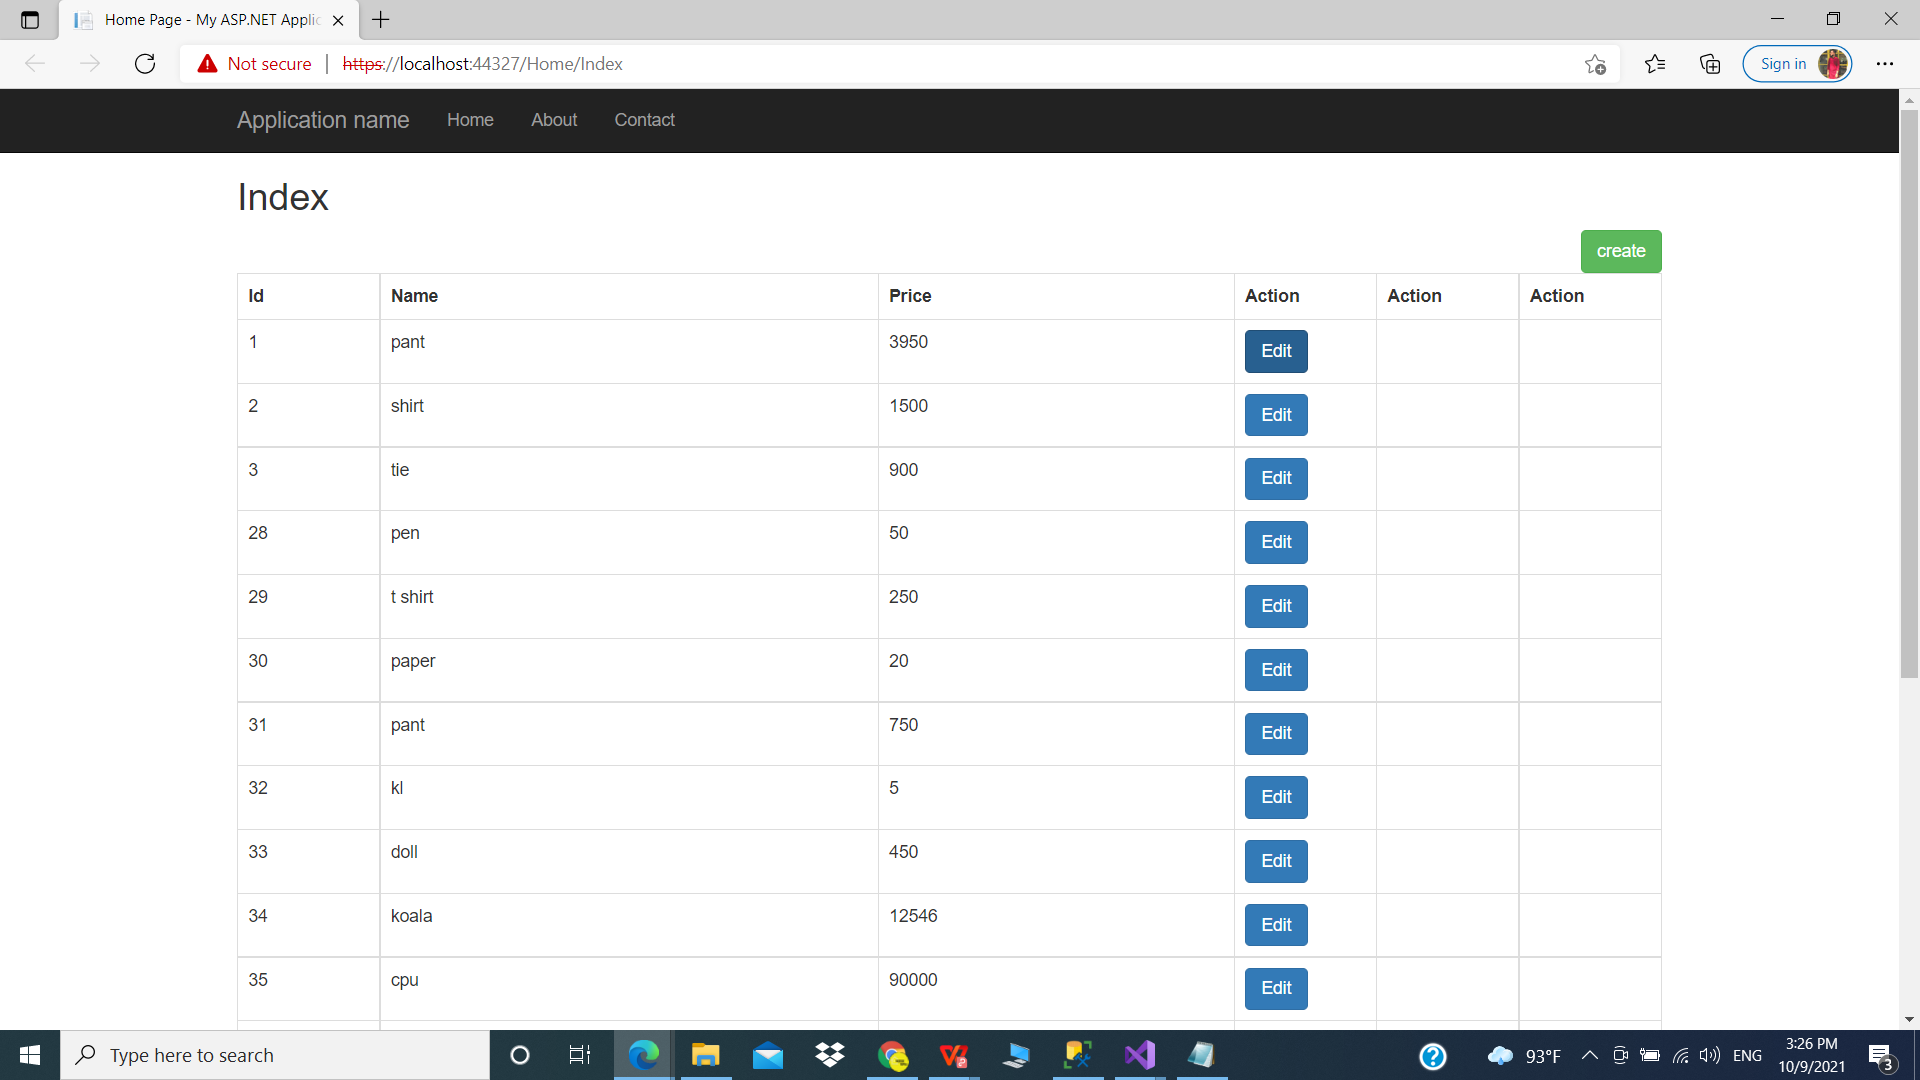 Home Page - My ASP.NET Applic
Not secure https://localhost:44327/Home/Index Sign in
Application name Home About Contact
Index
create
Id Name Price Action Action Action
1 pant 3950 Edit
2 shirt 1500 Edit
3 tie 900 Edit
28 pen 50 Edit
29 t shirt 250 Edit
30 paper 20 Edit
31 pant 750 Edit
32 kl 5 Edit
33 doll 450 Edit
34 koala 12546 Edit
35 cpu 90000 Edit
Type here to search 93°F ENG 3:26 PM
10/9/2021
3